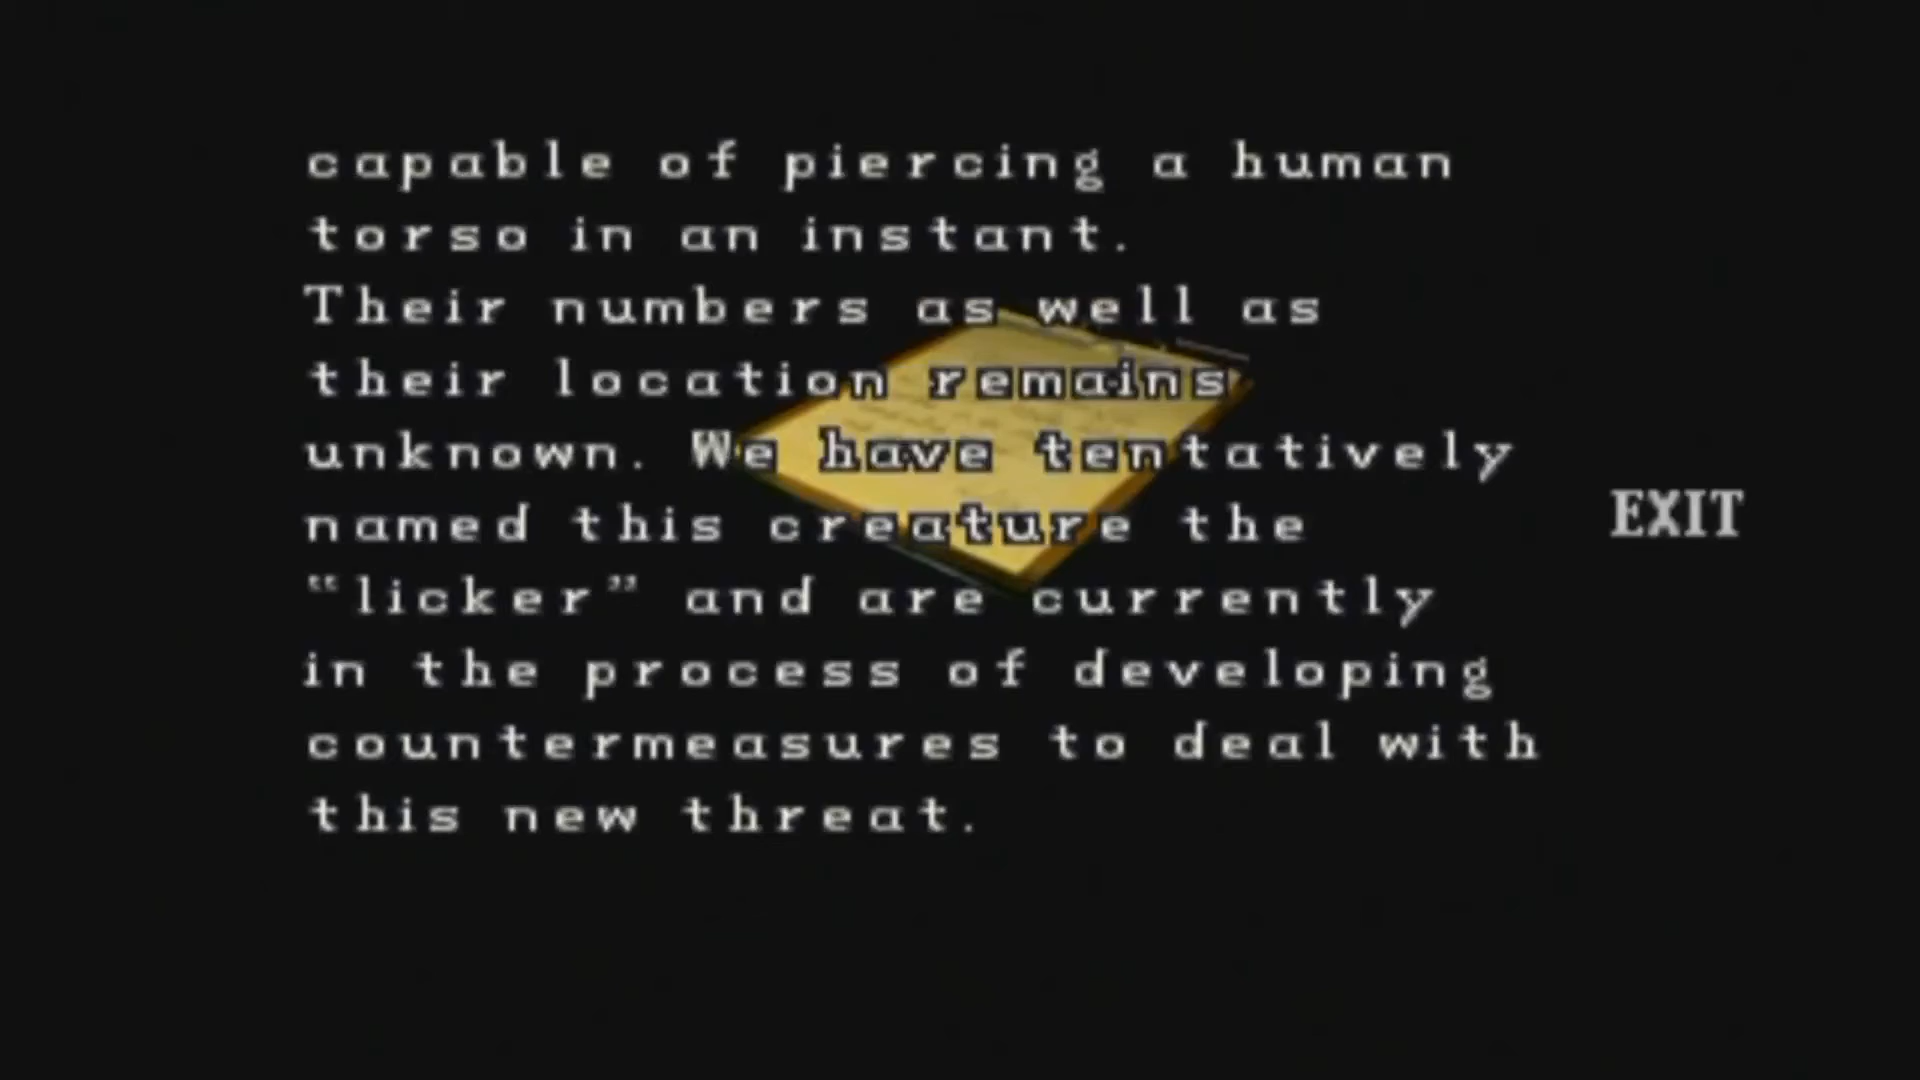 capable of piercing a human
torso in an instant.
Their numbers as well as
their location remains
unknown. We have tentatively
named this creature the
“licker” and are currently
in the process of developing
countermeasures to deal with
this new threat.
EXIT